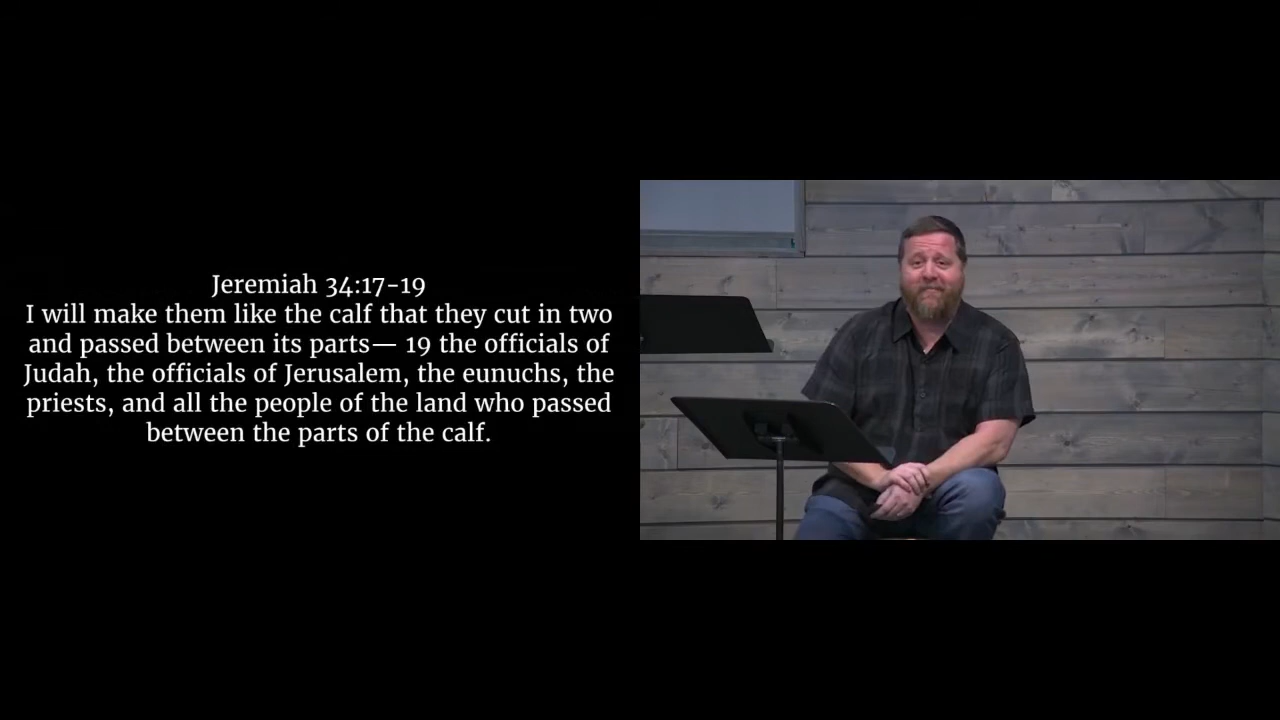 Jeremiah 34:17-19
I will make them like the calf that they cut in two
and passed between its parts— 19 the officials of
Judah, the officials of Jerusalem, the eunuchs, the
priests, and all the people of the land who passed
between the parts of the calf.